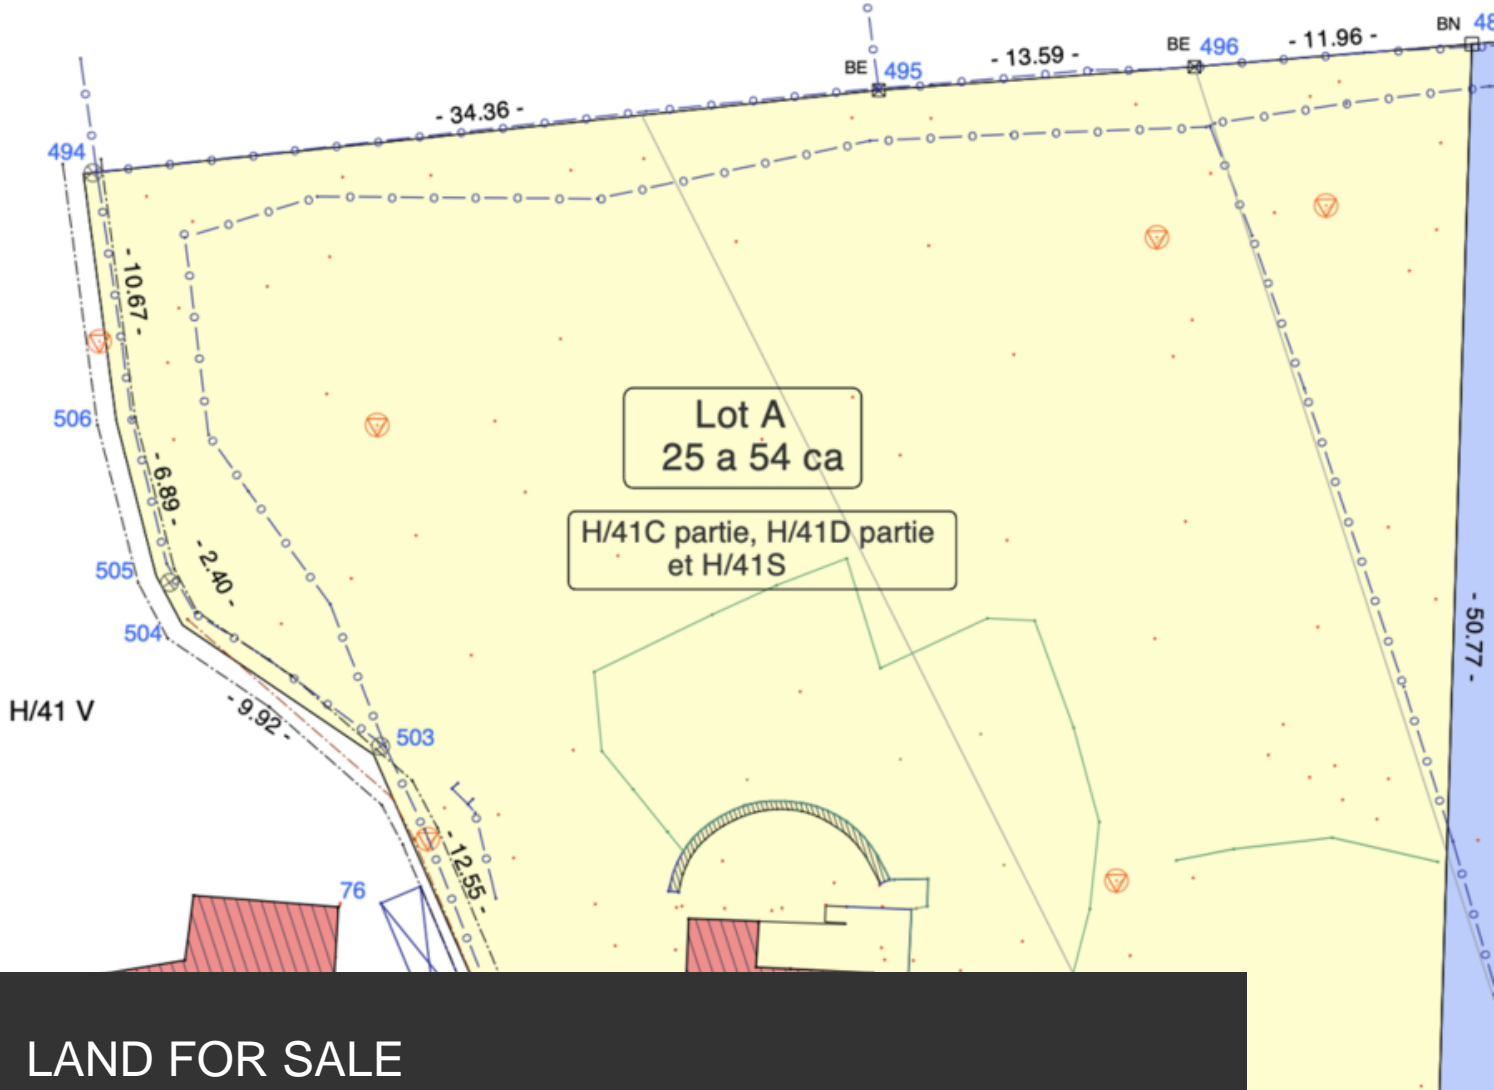 BN 48
- 11.96 -
BE 496
- 13.59 -
BE 495
- 34.36 -
494
- 10.67 -
506
Lot A
25 a 54 ca
- 6.89 -
H/41C partie, H/41D partie
et H/41S
- 2.40 -
505
504
- 50.77 -
H/41 V
- 9.92 -
503
- 12.55 -
76
LAND FOR SALE